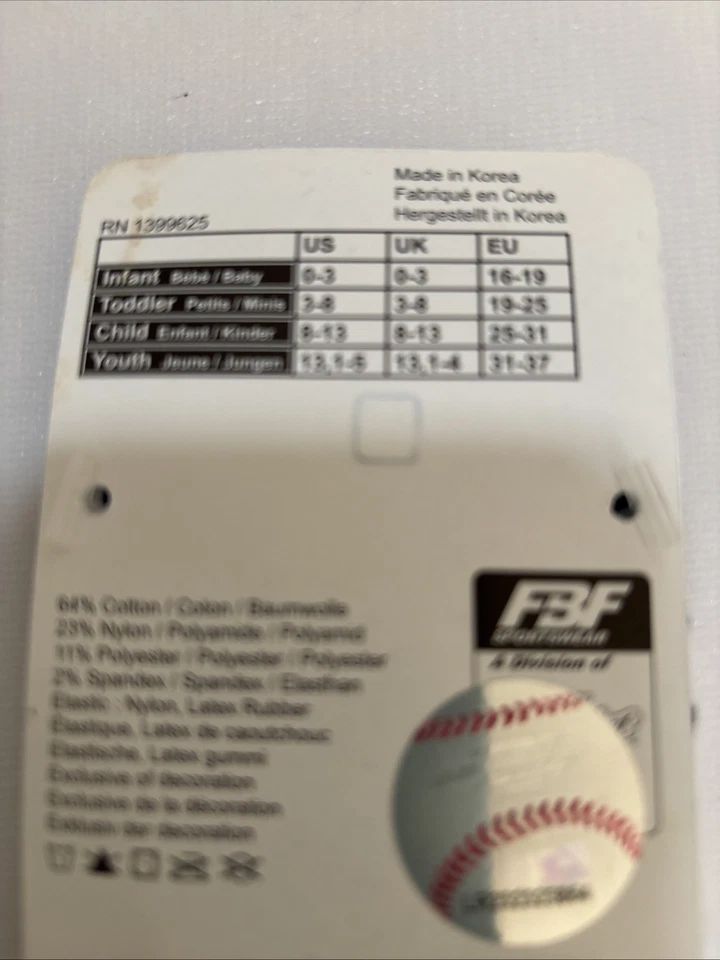 Made in Korea
Fabriqué en Corée
Hergestellt in Korea
RN 1399625
US UK EU
Infant Bébé / Baby 0-3 0-3 16-19
Toddler Petits / Minis 3-8 3-8 19-25
Child Enfant / Kinder 8-13 8-13 25-31
Youth Jeune / Jungen 13,1-5 13,1-4 31-37
64% Cotton / Coton / Baumwolle
23% Nylon / Polyamide / Polyamid
11% Polyester / Polyester / Polyester
2% Spandex / Spandex / Elasthan
Elastic : Nylon, Latex Rubber
Elastique, Latex de caoutchouc
Elastische, Latex gummi
Exclusive of decoration
Exclusive de la décoration
Exklusiv der decoration
FBF
SPORTSWEAR
A Division of